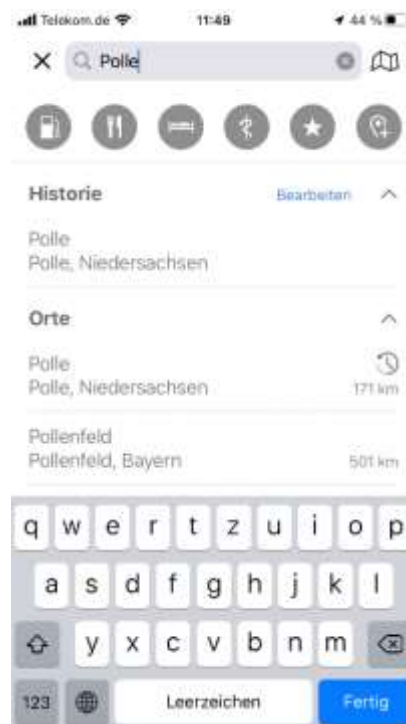 Telekom.de 11:49 44 %
Polle
Historie Bearbeiten
Polle
Polle, Niedersachsen
Orte
Polle
Polle, Niedersachsen 171 km
Pollenfeld
Pollenfeld, Bayern 501 km
q w e r t z u i o p
a s d f g h j k l
y x c v b n m
123 Leerzeichen Fertig